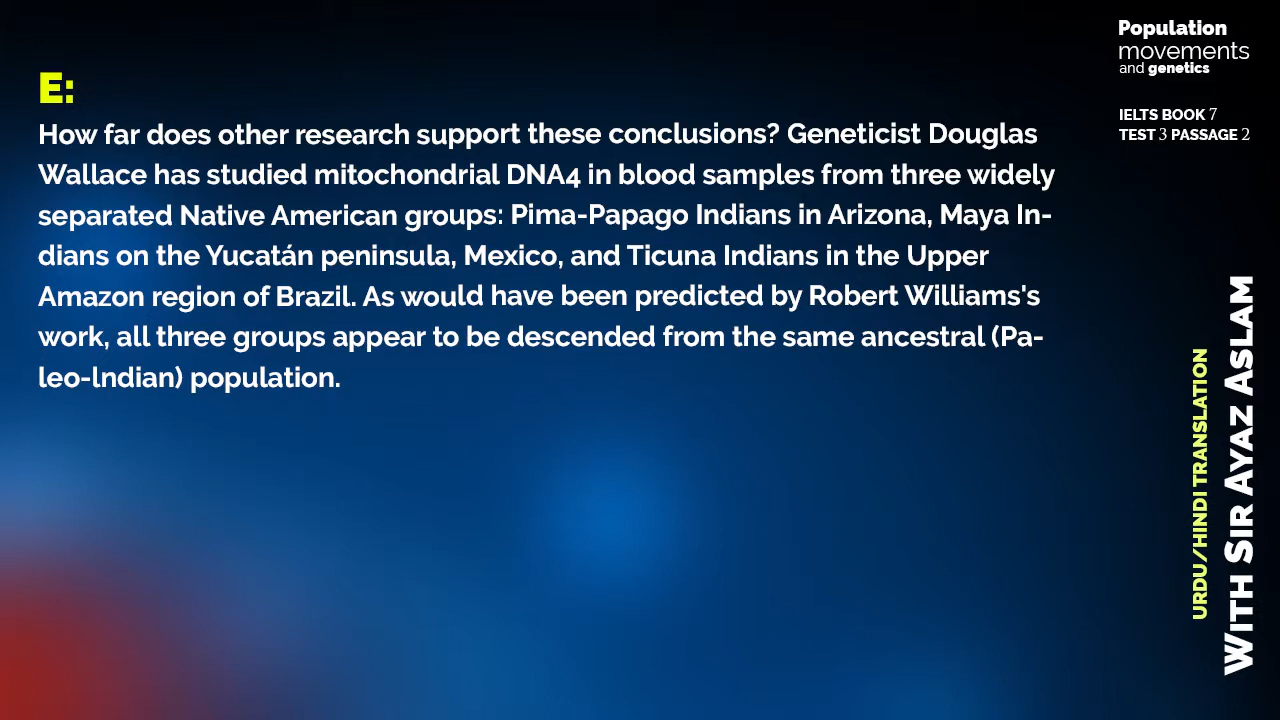 E:
How far does other research support these conclusions? Geneticist Douglas
Wallace has studied mitochondrial DNA4 in blood samples from three widely
separated Native American groups: Pima-Papago Indians in Arizona, Maya In-
dians on the Yucatán peninsula, Mexico, and Ticuna Indians in the Upper
Amazon region of Brazil. As would have been predicted by Robert Williams's
work, all three groups appear to be descended from the same ancestral (Pa-
leo-lndian) population.
Population
movements
and genetics
IELTS BOOK 7
TEST 3 PASSAGE 2
URDU/HINDI TRANSLATION
WITH SIR AYAZ ASLAM